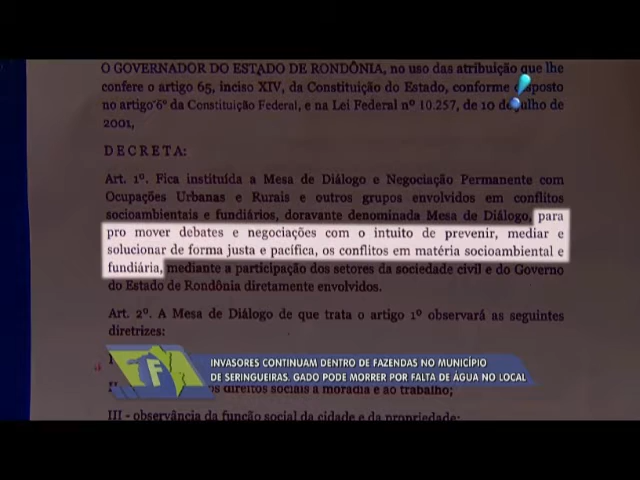 O GOVERNADOR DO ESTADO DE RONDÔNIA, no uso das atribuição que lhe
confere o artigo 65, inciso XIV, da Constituição do Estado, conforme disposto
no artigo 6º da Constituição Federal, e na Lei Federal nº 10.257, de 10 de julho de
2001,
DECRETA:
Art. 1º. Fica instituída a Mesa de Diálogo e Negociação Permanente com
Ocupações Urbanas e Rurais e outros grupos envolvidos em conflitos
socioambientais e fundiários, doravante denominada Mesa de Diálogo, para
pro mover debates e negociações com o intuito de prevenir, mediar e
solucionar de forma justa e pacífica, os conflitos em matéria socioambiental e
fundiária, mediante a participação dos setores da sociedade civil e do Governo
do Estado de Rondônia diretamente envolvidos.
Art. 2º. A Mesa de Diálogo de que trata o artigo 1º observará as seguintes
diretrizes:
TF
INVASORES CONTINUAM DENTRO DE FAZENDAS NO MUNICÍPIO
DE SERINGUEIRAS. GADO PODE MORRER POR FALTA DE ÁGUA NO LOCAL
os direitos sociais à moradia e ao trabalho;
III - observância da função social da cidade e da propriedade;